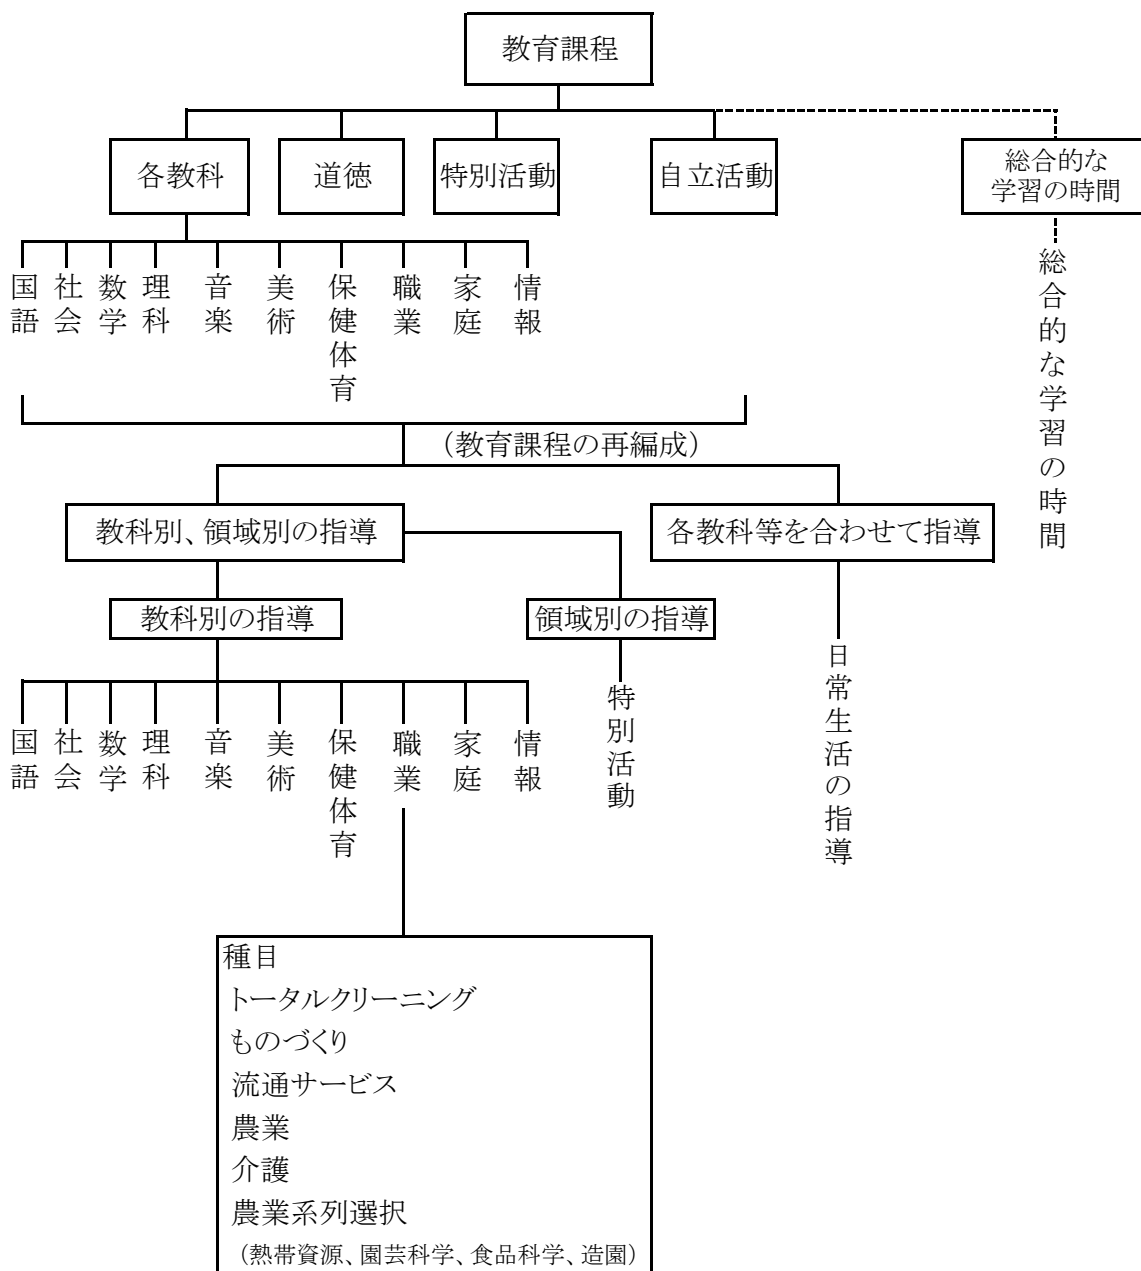 教育課程
各教科
道徳
特別活動
自立活動
総合的な
学習の時間
国語
社会
数学
理科
音楽
美術
保健体育
職業
家庭
情報
総合的な学習の時間
（教育課程の再編成）
教科別、領域別の指導
各教科等を合わせて指導
教科別の指導
領域別の指導
国語
社会
数学
理科
音楽
美術
保健体育
職業
家庭
情報
特別活動
日常生活の指導
種目
トータルクリーニング
ものづくり
流通サービス
農業
介護
農業系列選択
（熱帯資源、園芸科学、食品科学、造園）